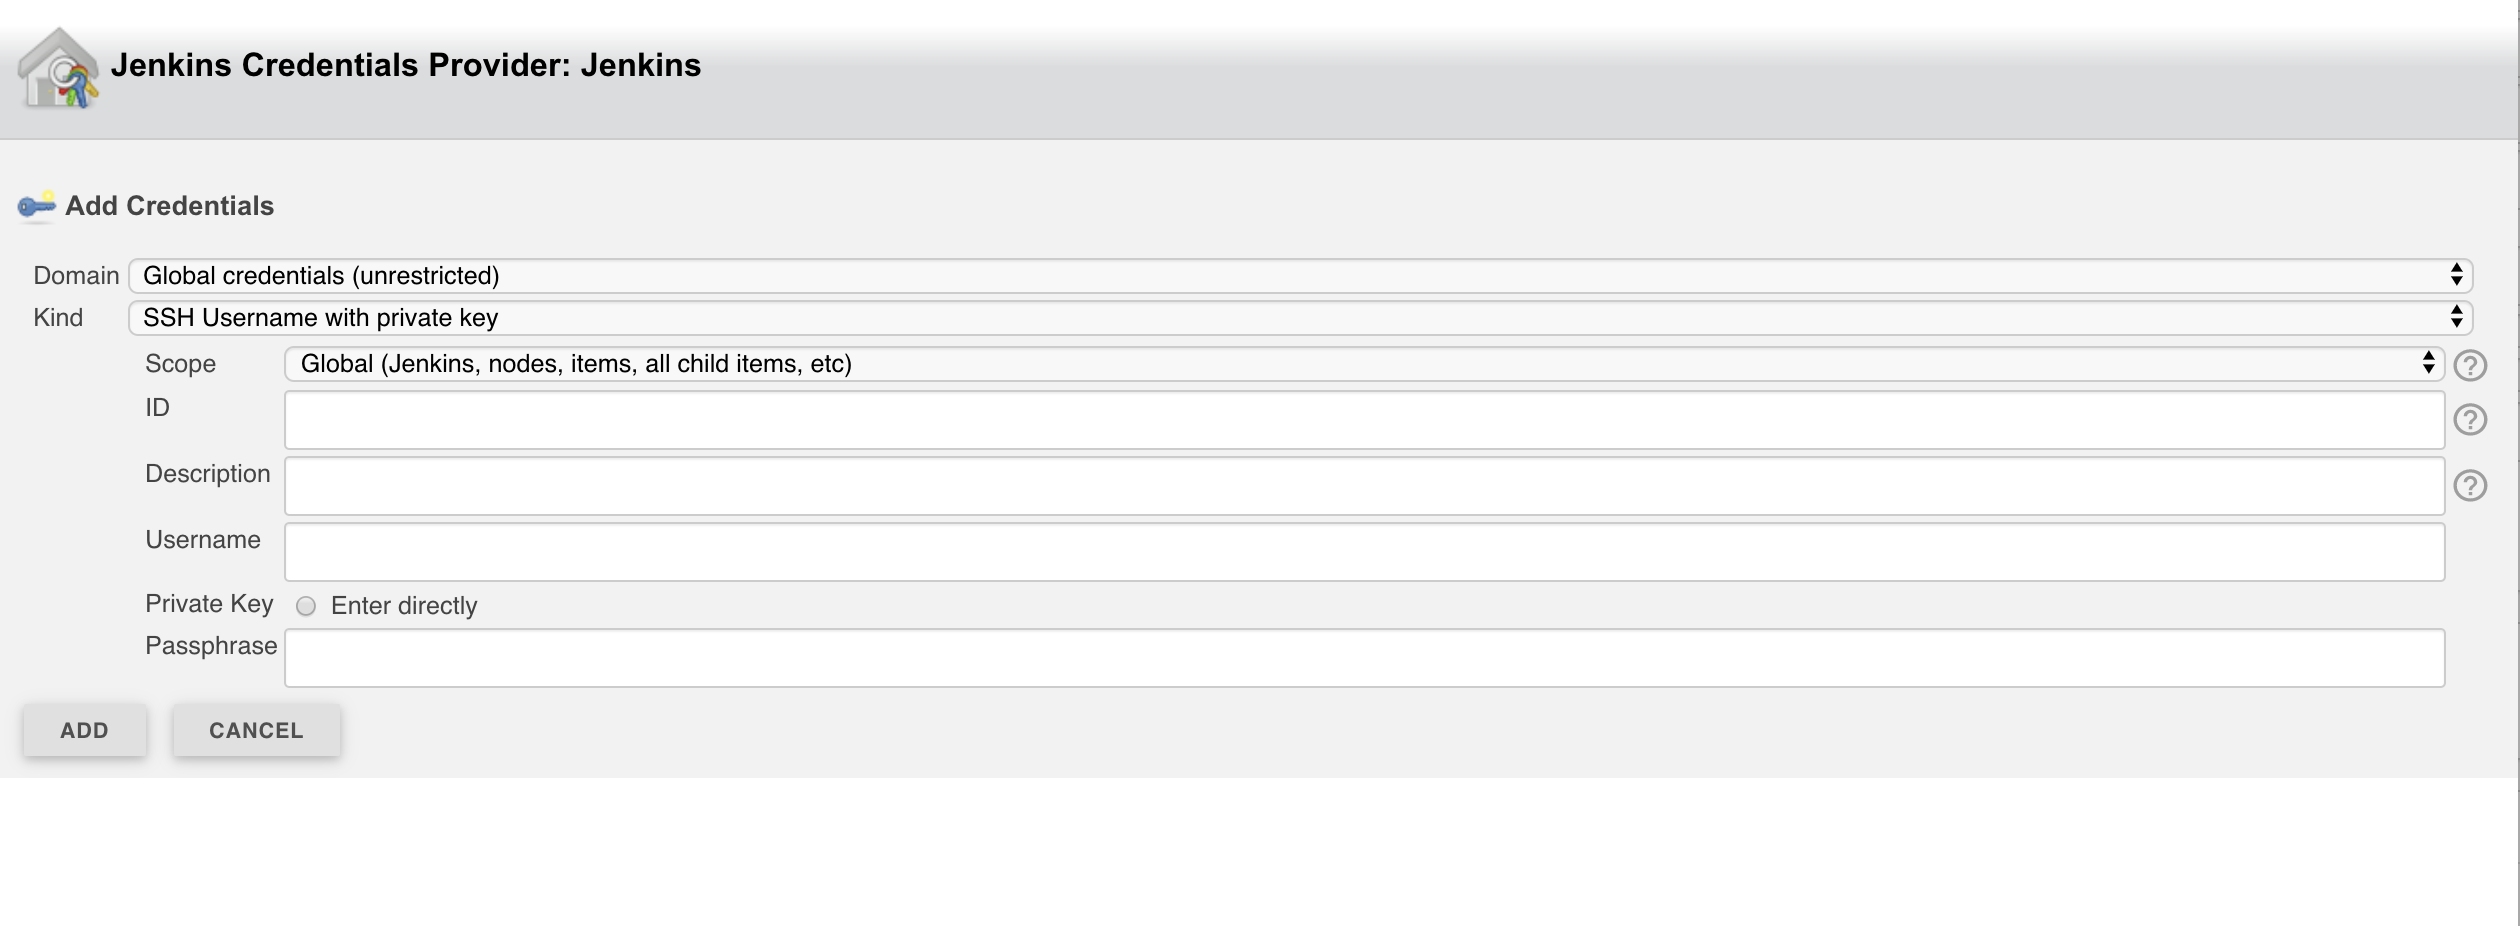 Jenkins Credentials Provider: Jenkins
Add Credentials
Domain Global credentials (unrestricted)
Kind SSH Username with private key
Scope Global (Jenkins, nodes, items, all child items, etc) ?
ID ?
Description ?
Username
Private Key Enter directly
Passphrase
ADD CANCEL